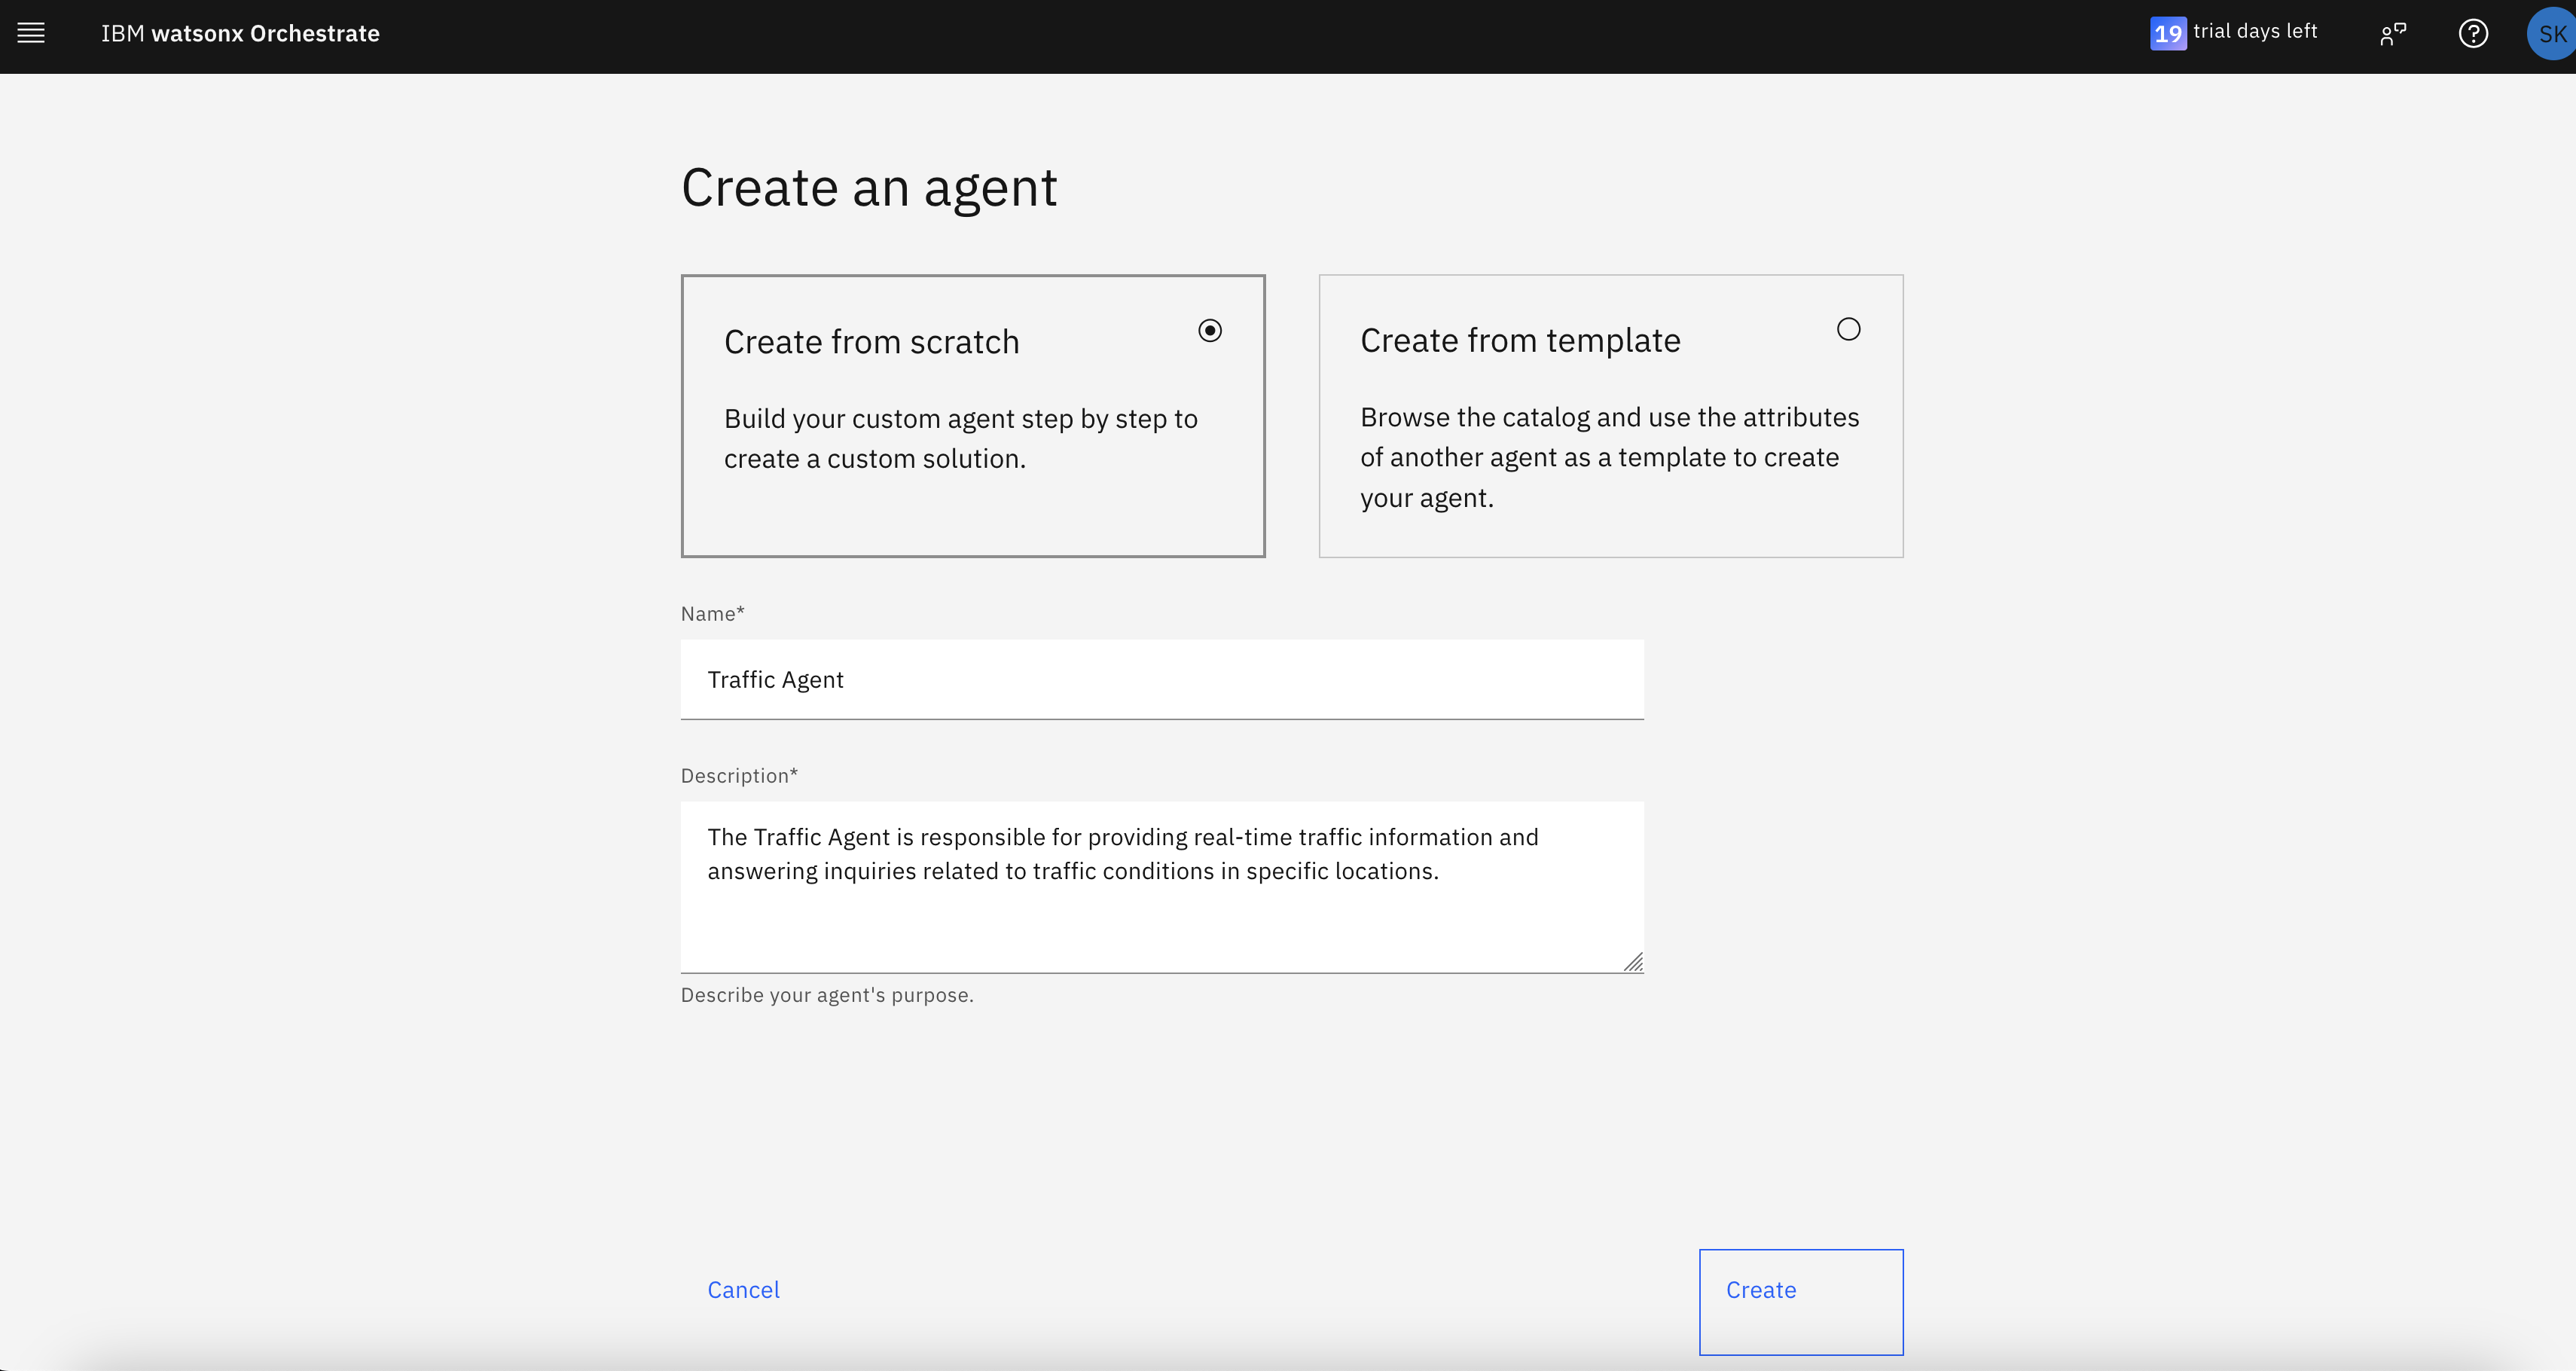 IBM watsonx Orchestrate
19 trial days left
SK
Create an agent
Create from scratch
Build your custom agent step by step to
create a custom solution.
Create from template
Browse the catalog and use the attributes
of another agent as a template to create
your agent.
Name*
Traffic Agent
Description*
The Traffic Agent is responsible for providing real-time traffic information and
answering inquiries related to traffic conditions in specific locations.
Describe your agent's purpose.
Cancel
Create